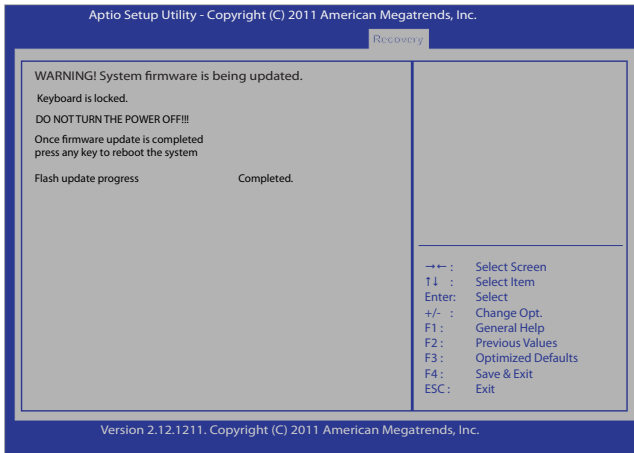 Aptio Setup Utility - Copyright (C) 2011 American Megatrends, Inc.
Recovery
WARNING! System firmware is being updated.
Keyboard is locked.
DO NOT TURN THE POWER OFF!!!
Once firmware update is completed
press any key to reboot the system
Flash update progress Completed.
→← : Select Screen
↑↓ : Select Item
Enter: Select
+/- : Change Opt.
F1 : General Help
F2 : Previous Values
F3 : Optimized Defaults
F4 : Save & Exit
ESC : Exit
Version 2.12.1211. Copyright (C) 2011 American Megatrends, Inc.